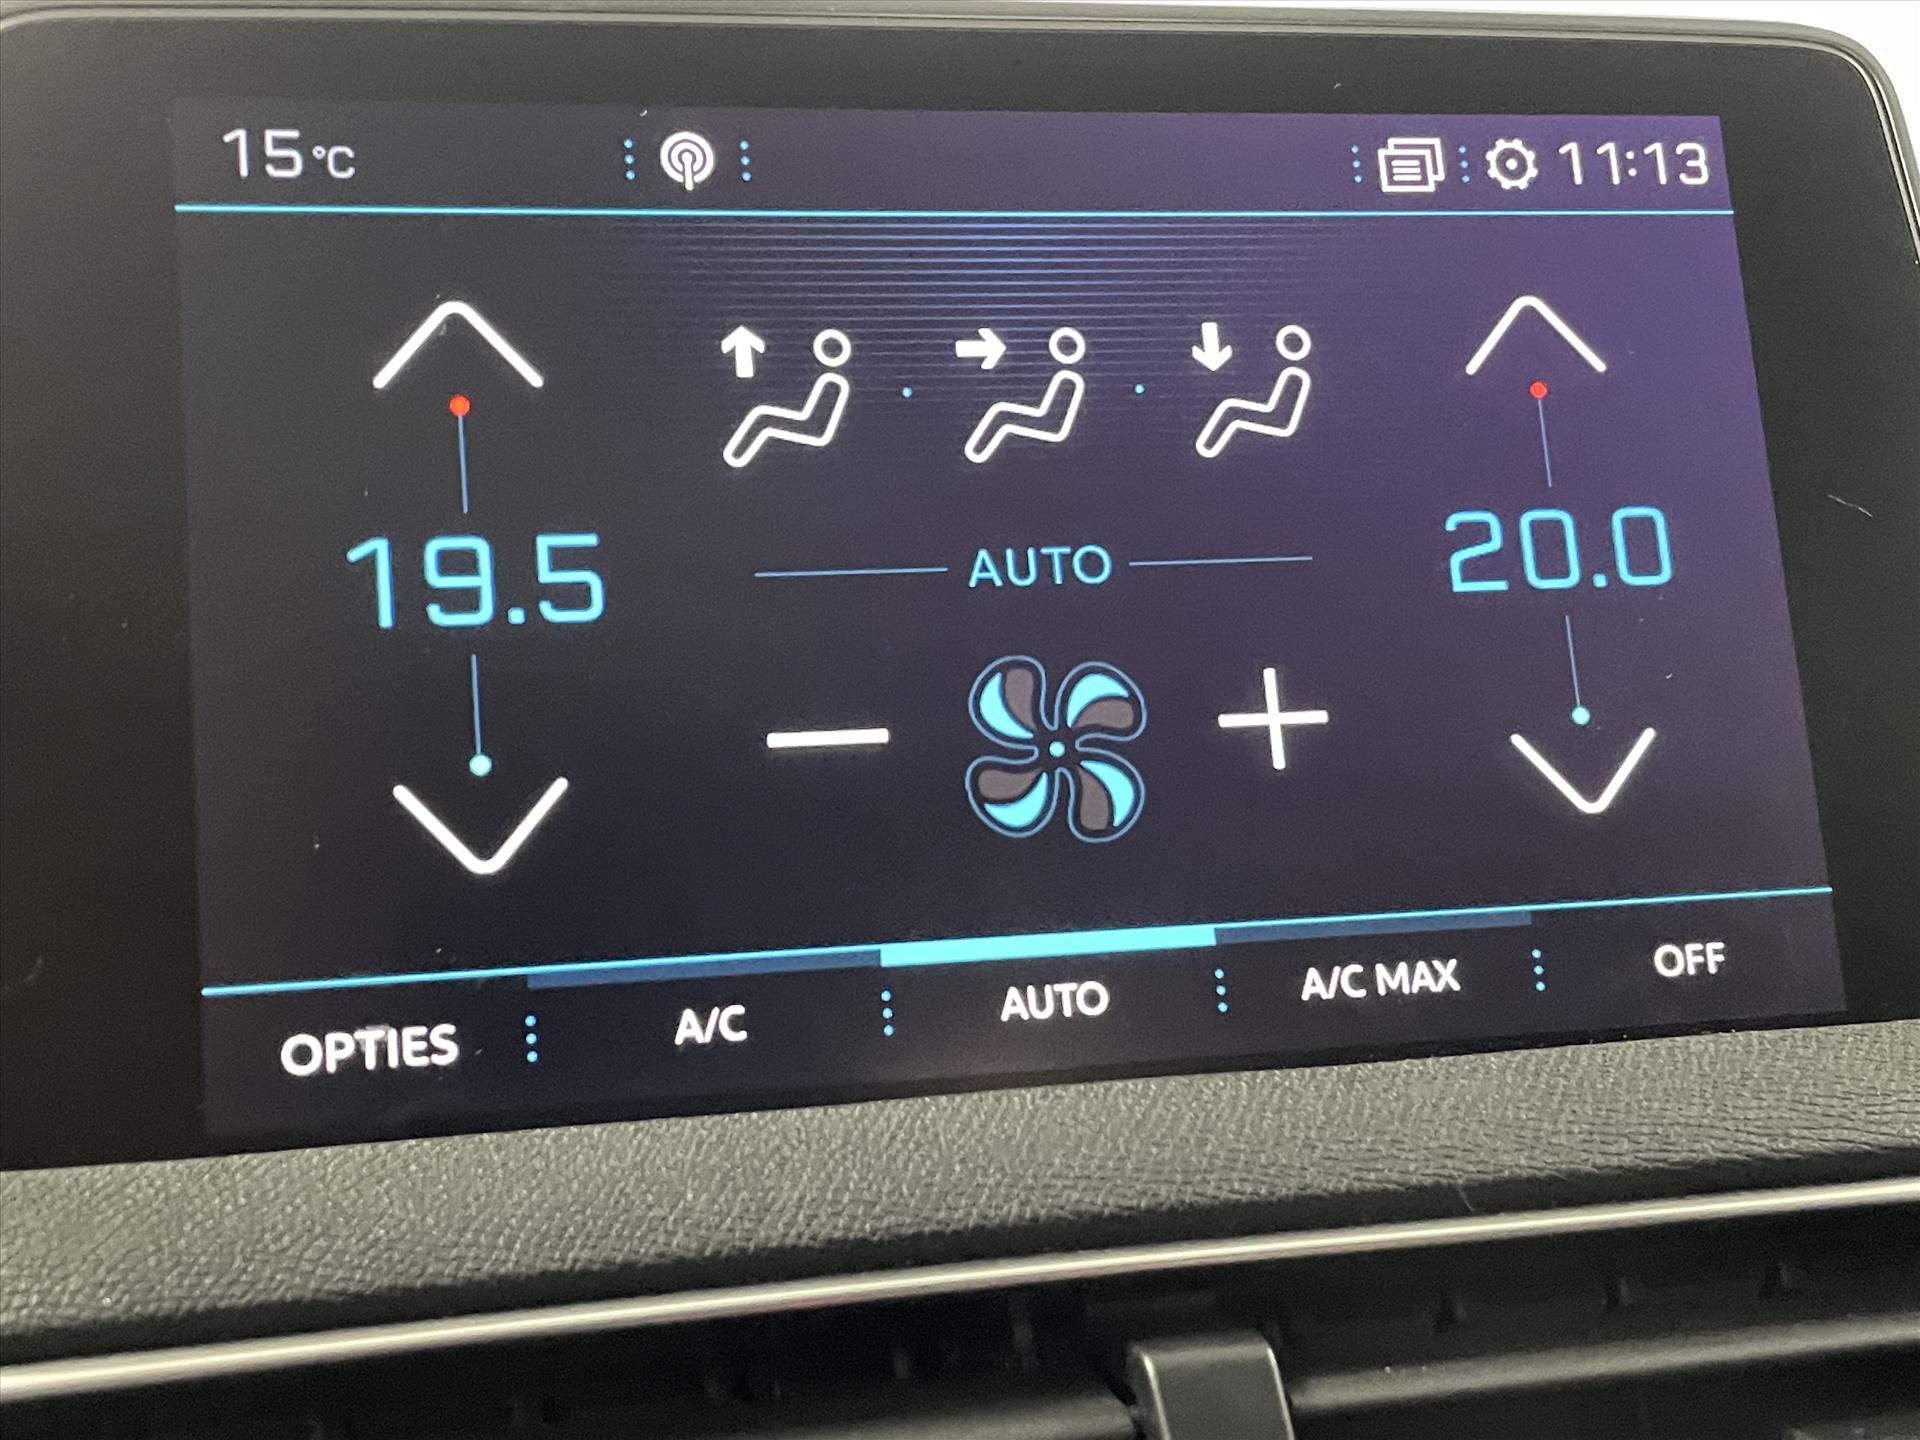 15°C 11:13
19.5 AUTO 20.0
OPTIES A/C AUTO A/C MAX OFF